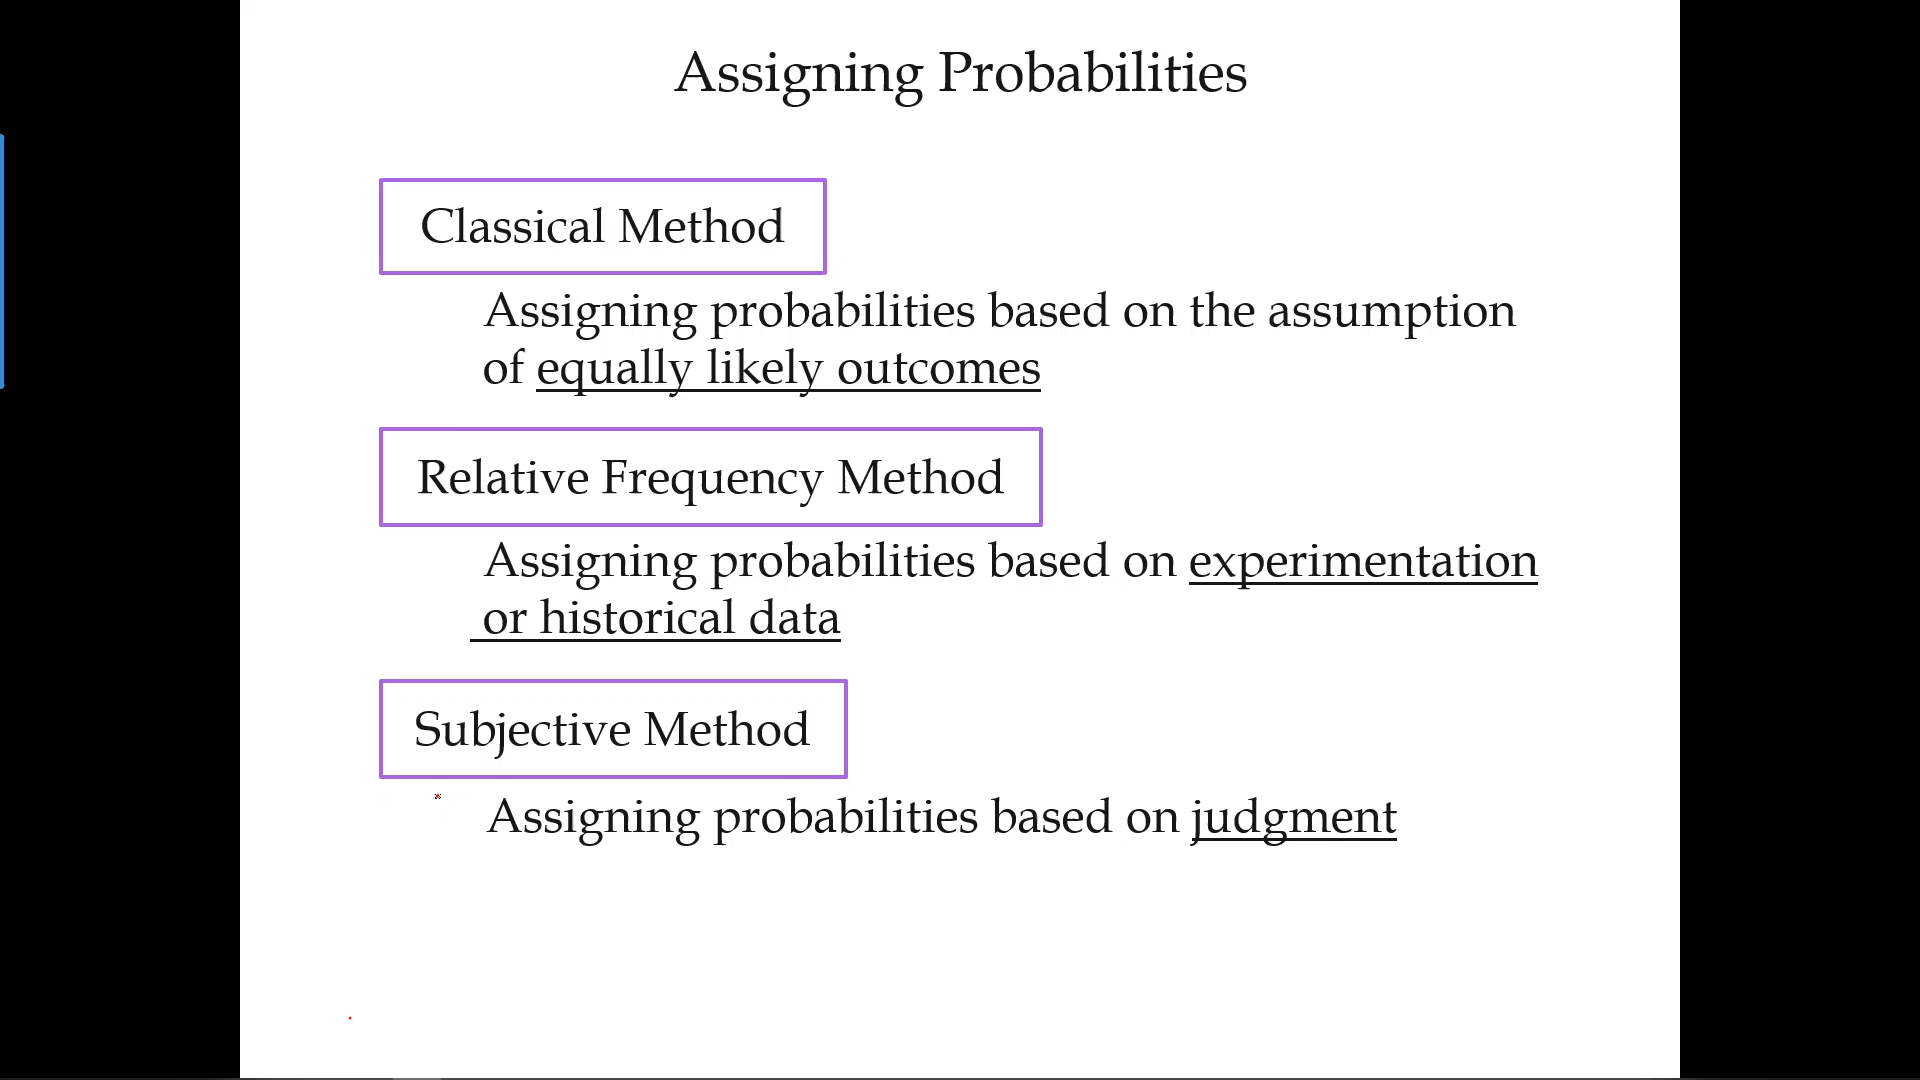 Assigning Probabilities
Classical Method
Assigning probabilities based on the assumption
of equally likely outcomes
Relative Frequency Method
Assigning probabilities based on experimentation
or historical data
Subjective Method
Assigning probabilities based on judgment